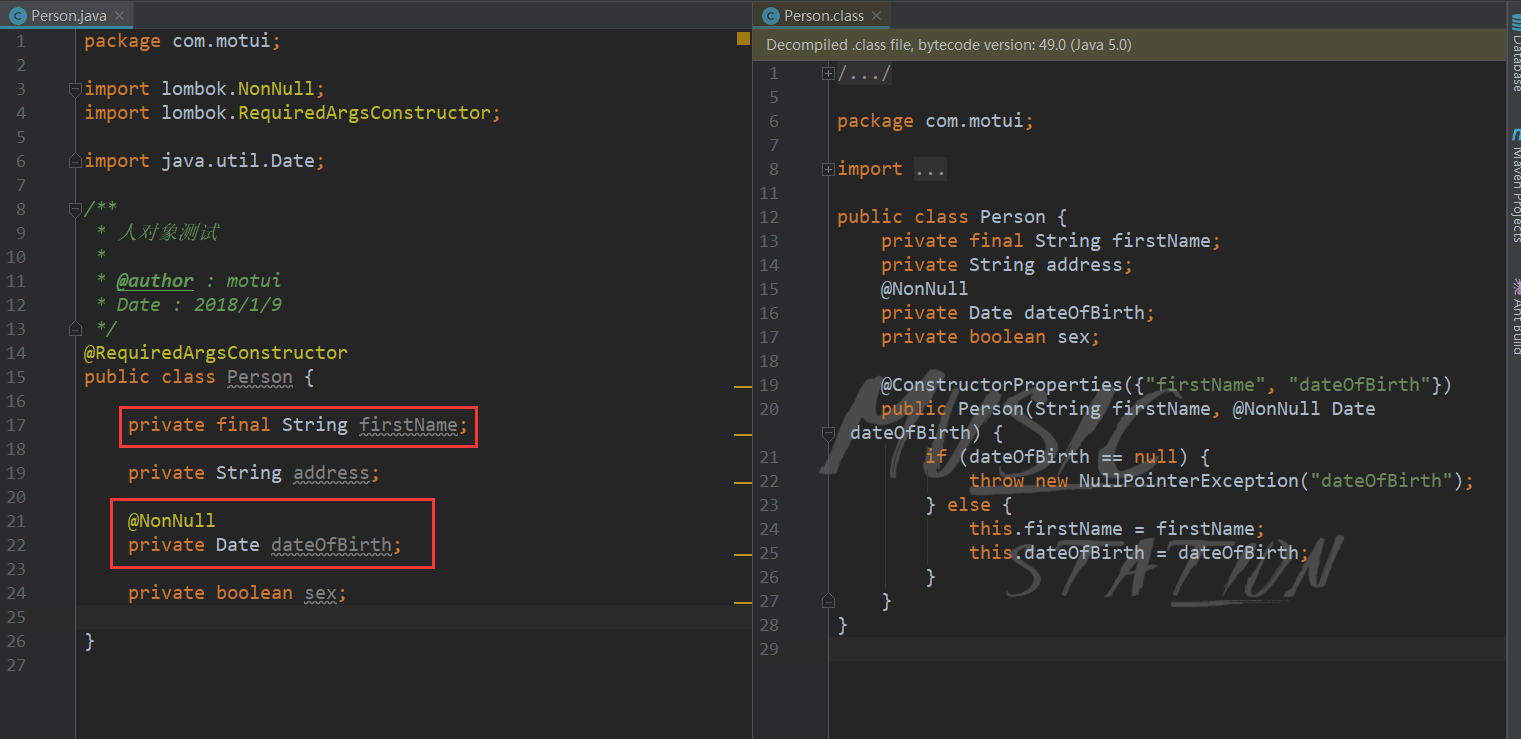 Person.java
1 package com.motui;
2
3 import lombok.NonNull;
4 import lombok.RequiredArgsConstructor;
5
6 import java.util.Date;
7
8 /**
9 * 人对象测试
10 *
11 * @author : motui
12 * Date : 2018/1/9
13 */
14 @RequiredArgsConstructor
15 public class Person {
16
17 private final String firstName;
18
19 private String address;
20
21 @NonNull
22 private Date dateOfBirth;
23
24 private boolean sex;
25
26 }
27
Person.class
Decompiled .class file, bytecode version: 49.0 (Java 5.0)
1 /.../
5
6 package com.motui;
7
8 import ...
11
12 public class Person {
13 private final String firstName;
14 private String address;
15 @NonNull
16 private Date dateOfBirth;
17 private boolean sex;
18
19 @ConstructorProperties({"firstName", "dateOfBirth"})
20 public Person(String firstName, @NonNull Date
dateOfBirth) {
21 if (dateOfBirth == null) {
22 throw new NullPointerException("dateOfBirth");
23 } else {
24 this.firstName = firstName;
25 this.dateOfBirth = dateOfBirth;
26 }
27 }
28 }
29
MUSIC
STATION
Database
Maven Projects
Ant Build